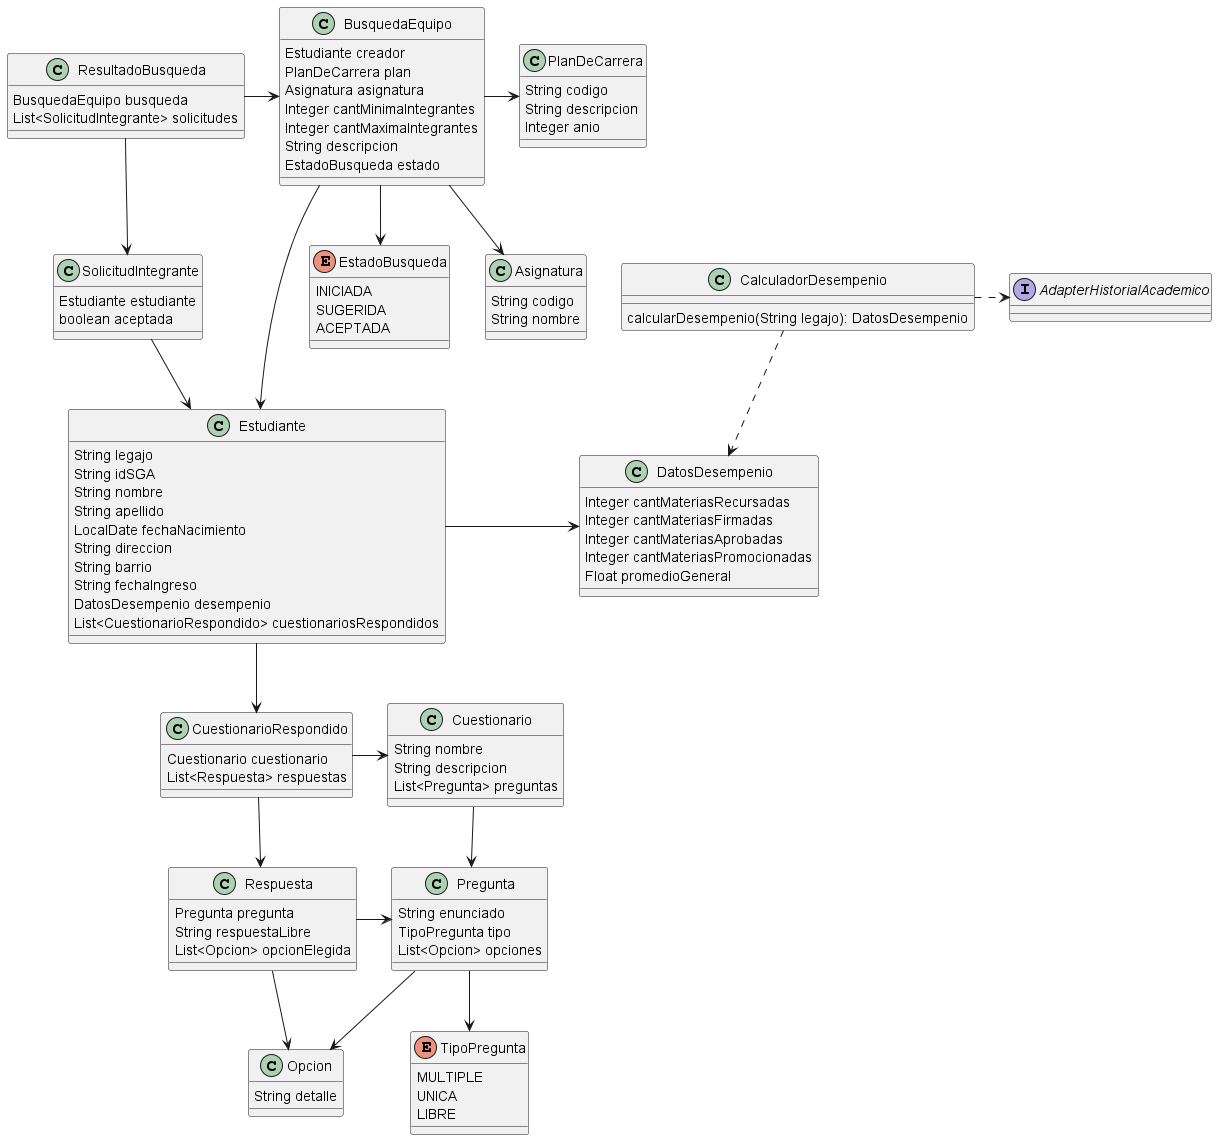 C BusquedaEquipo
Estudiante creador
PlanDeCarrera plan
Asignatura asignatura
Integer cantMinimaIntegrantes
Integer cantMaximaIntegrantes
String descripcion
EstadoBusqueda estado
C ResultadoBusqueda
BusquedaEquipo busqueda
List<SolicitudIntegrante> solicitudes
C PlanDeCarrera
String codigo
String descripcion
Integer anio
C SolicitudIntegrante
Estudiante estudiante
boolean aceptada
E EstadoBusqueda
INICIADA
SUGERIDA
ACEPTADA
C Asignatura
String codigo
String nombre
C CalculadorDesempenio
calcularDesempenio(String legajo): DatosDesempenio
I AdapterHistorialAcademico
C Estudiante
String legajo
String idSGA
String nombre
String apellido
LocalDate fechaNacimiento
String direccion
String barrio
String fechaIngreso
DatosDesempenio desempenio
List<CuestionarioRespondido> cuestionariosRespondidos
C DatosDesempenio
Integer cantMateriasRecursadas
Integer cantMateriasFirmadas
Integer cantMateriasAprobadas
Integer cantMateriasPromocionadas
Float promedioGeneral
C CuestionarioRespondido
Cuestionario cuestionario
List<Respuesta> respuestas
C Cuestionario
String nombre
String descripcion
List<Pregunta> preguntas
C Respuesta
Pregunta pregunta
String respuestaLibre
List<Opcion> opcionElegida
C Pregunta
String enunciado
TipoPregunta tipo
List<Opcion> opciones
C Opcion
String detalle
E TipoPregunta
MULTIPLE
UNICA
LIBRE